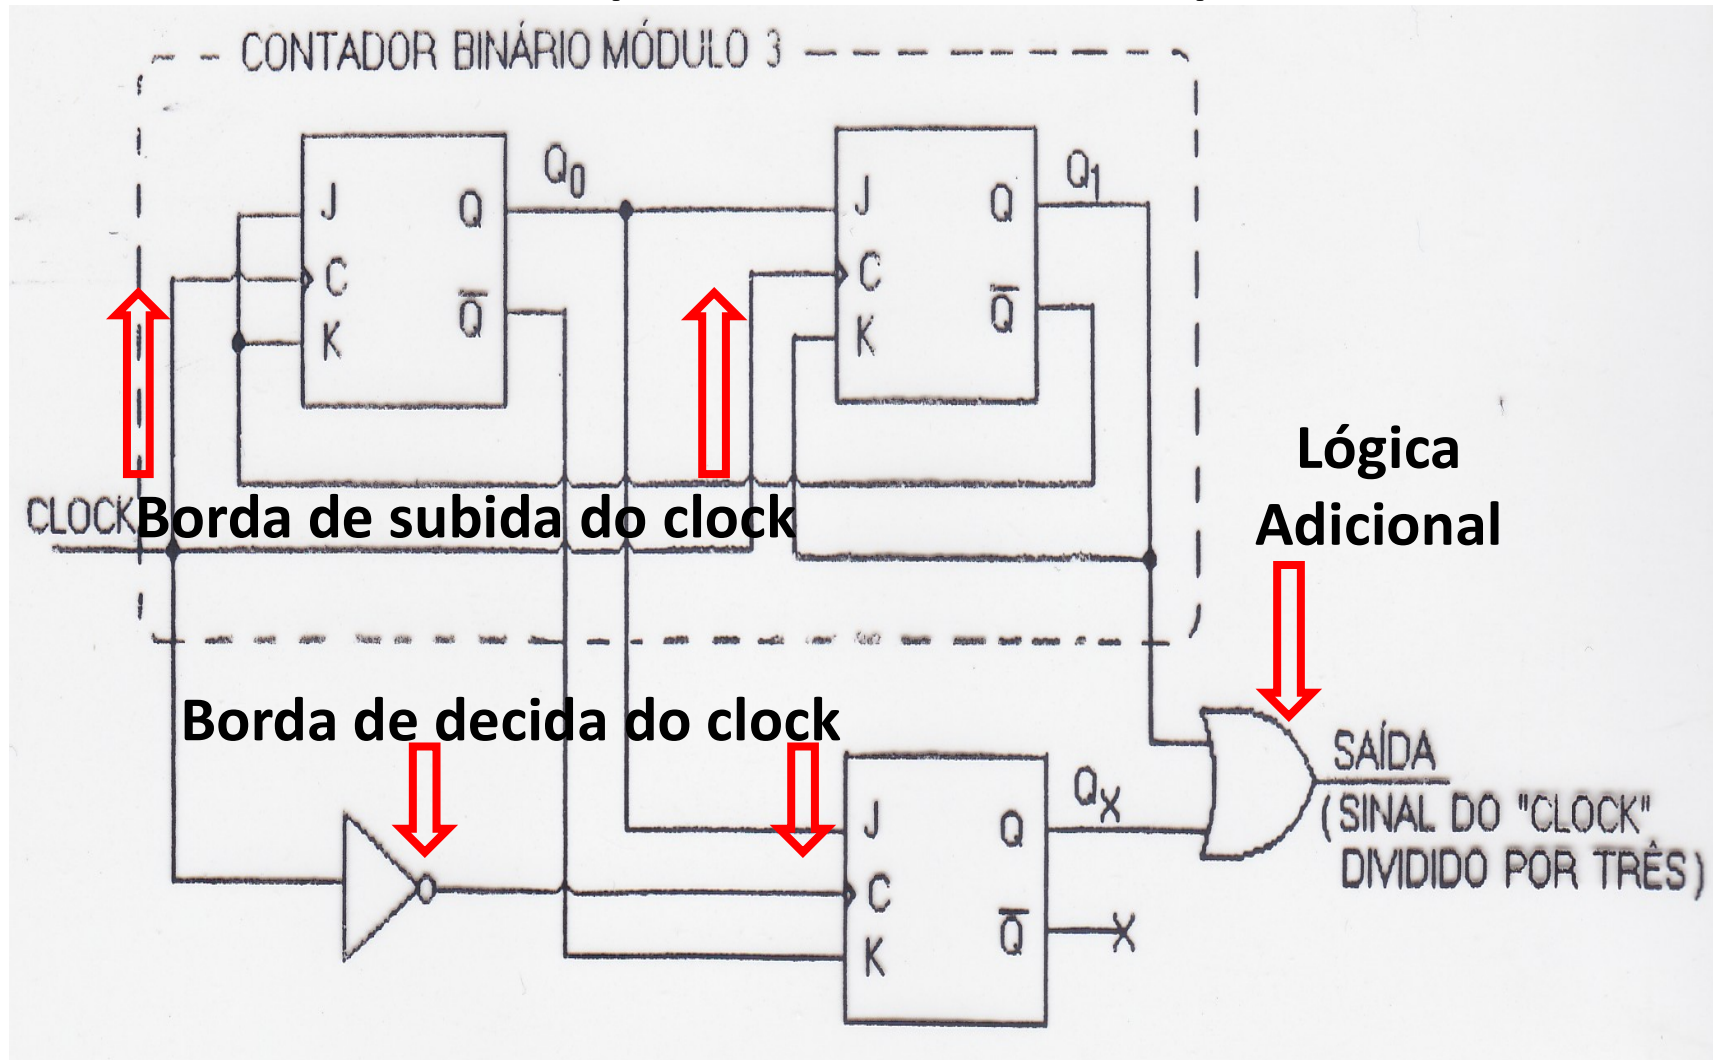 CONTADOR BINÁRIO MÓDULO 3
J
Q
Q0
C
K
Q̅
J
Q
Q1
C
K
Q̅
CLOCK
Borda de subida do clock
Lógica
Adicional
Borda de decida do clock
J
Q
QX
C
K
Q̅
X
SAÍDA
(SINAL DO "CLOCK"
DIVIDIDO POR TRÊS)